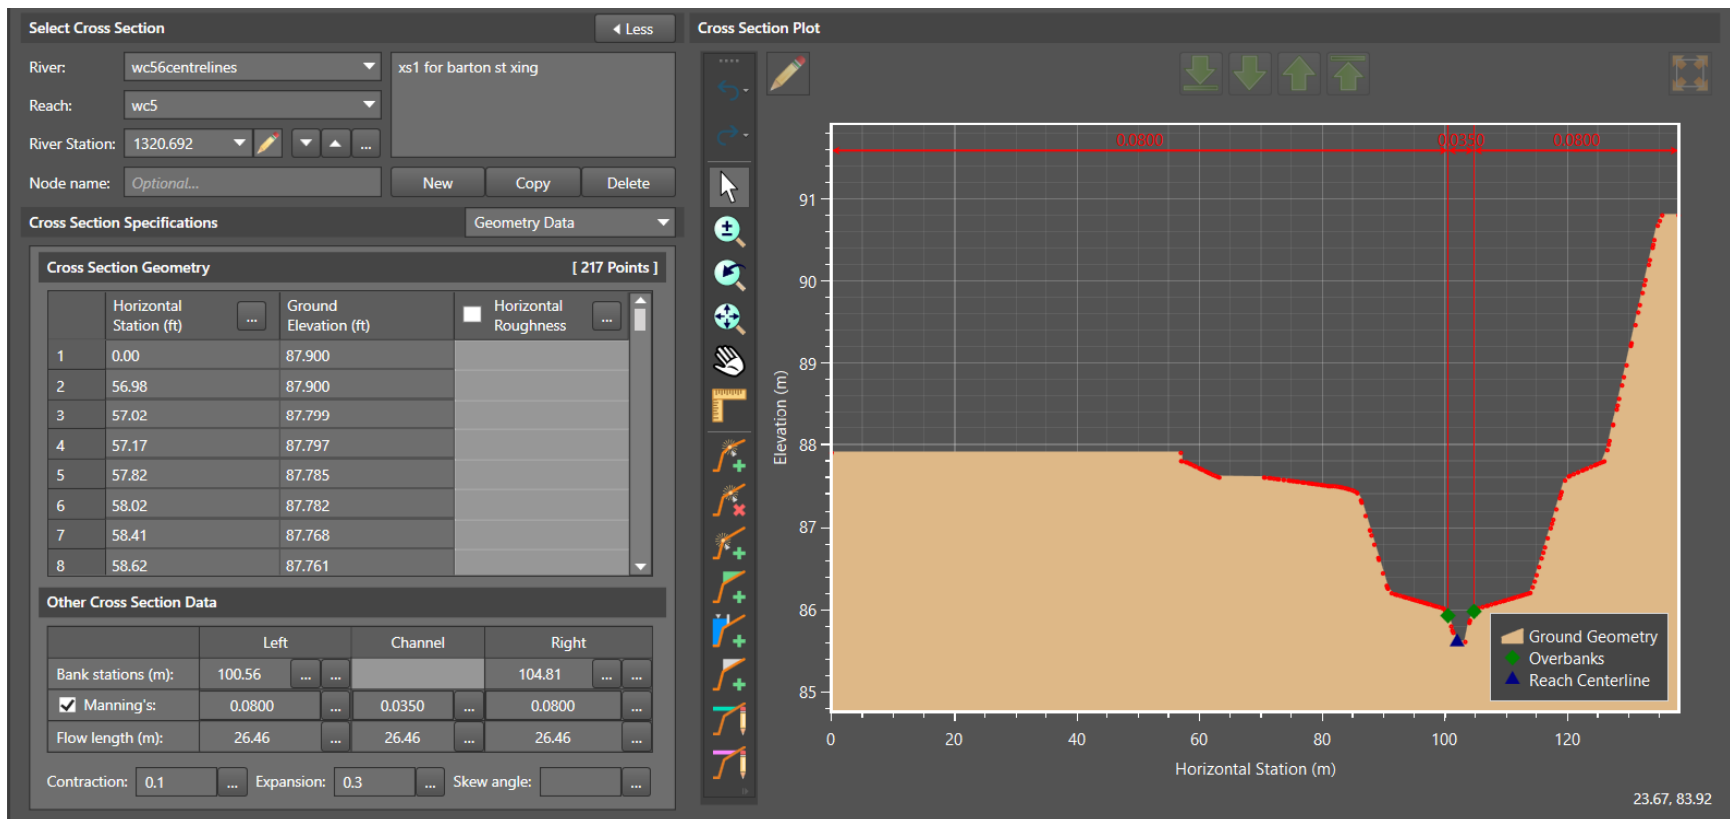 Select Cross Section
Less
River:
wc56centrelines
xs1 for barton st xing
Reach:
wc5
River Station:
1320.692
...
Node name:
Optional...
New
Copy
Delete
Cross Section Specifications
Geometry Data
Cross Section Geometry
[ 217 Points ]
Horizontal Station (ft)
...
Ground Elevation (ft)
Horizontal Roughness
...
1 0.00 87.900
2 56.98 87.900
3 57.02 87.799
4 57.17 87.797
5 57.82 87.785
6 58.02 87.782
7 58.41 87.768
8 58.62 87.761
Other Cross Section Data
Left Channel Right
Bank stations (m): 100.56 ... ... 104.81 ... ...
Manning's: 0.0800 ... 0.0350 ... 0.0800 ...
Flow length (m): 26.46 ... 26.46 ... 26.46 ...
Contraction: 0.1 ... Expansion: 0.3 ... Skew angle: ...
Cross Section Plot
0.0800 0.0350 0.0800
Elevation (m)
91
90
89
88
87
86
85
Ground Geometry
Overbanks
Reach Centerline
0 20 40 60 80 100 120
Horizontal Station (m)
23.67, 83.92